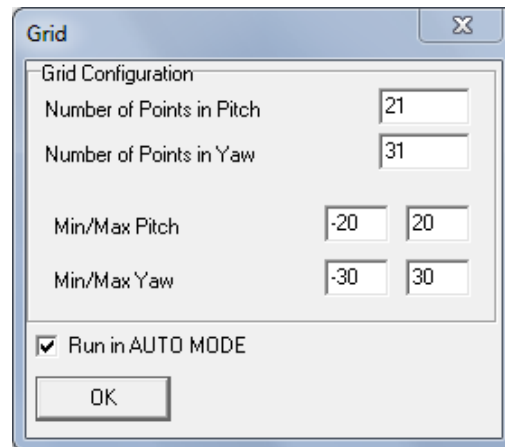 Grid
Grid Configuration
Number of Points in Pitch 21
Number of Points in Yaw 31
Min/Max Pitch -20 20
Min/Max Yaw -30 30
Run in AUTO MODE
OK